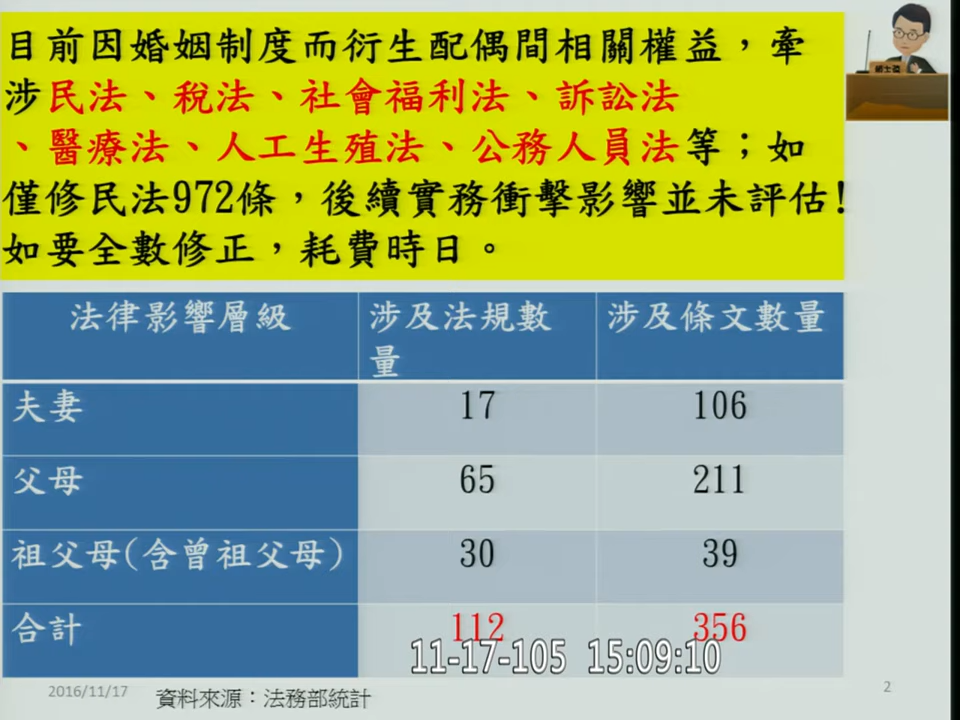 目前因婚姻制度而衍生配偶間相關權益，牽
涉民法、稅法、社會福利法、訴訟法
、醫療法、人工生殖法、公務人員法等；如
僅修民法972條，後續實務衝擊影響並未評估!
如要全數修正，耗費時日。
法律影響層級 涉及法規數量 涉及條文數量
夫妻 17 106
父母 65 211
祖父母(含曾祖父母) 30 39
合計 112 356
11-17-105 15:09:10
2016/11/17 資料來源：法務部統計 2